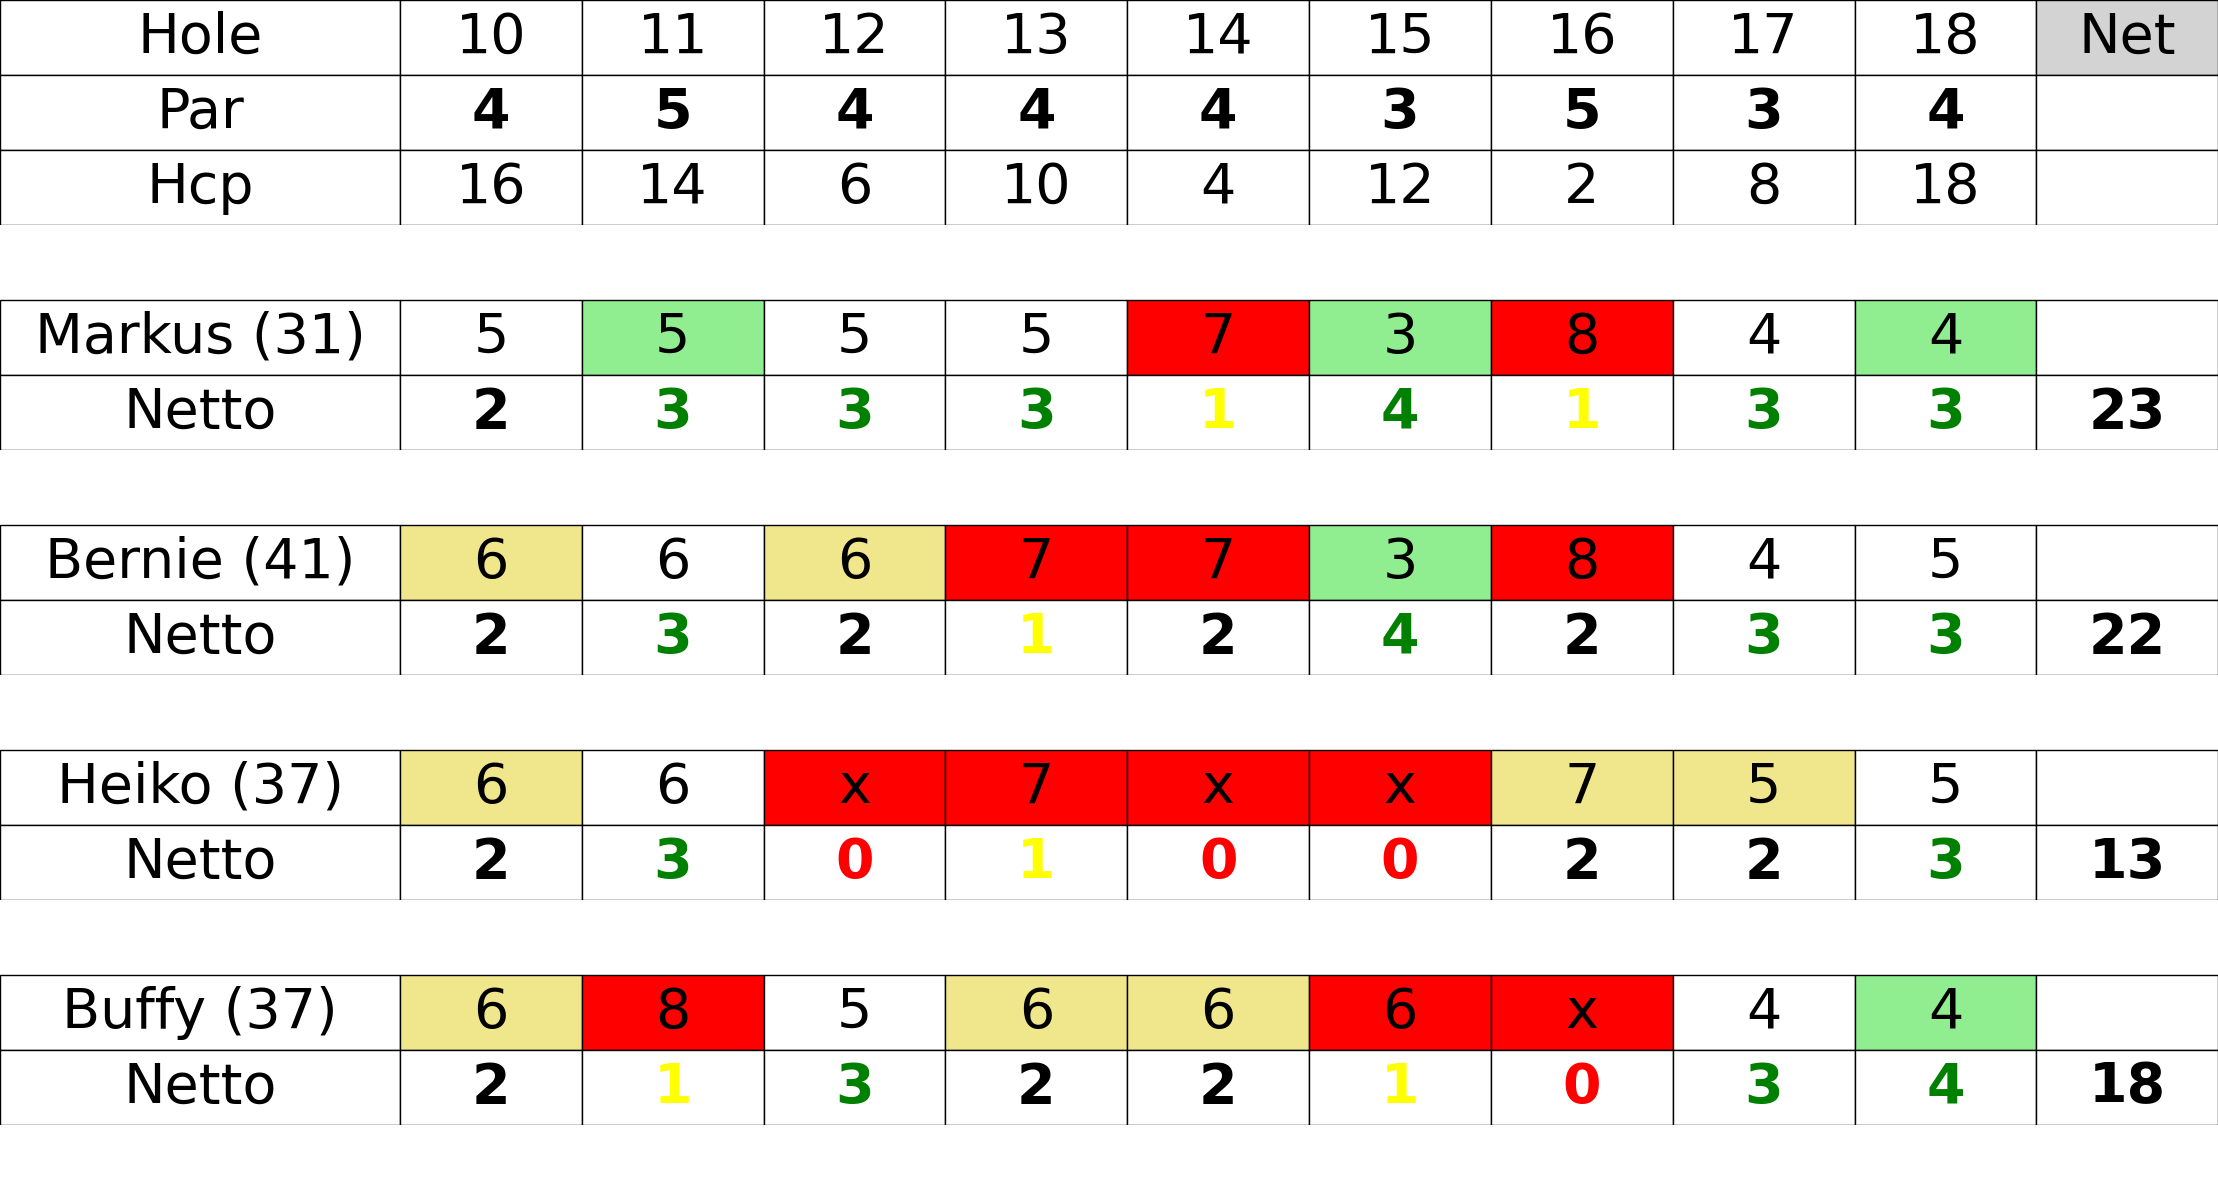 Hole 10 11 12 13 14 15 16 17 18 Net
Par 4 5 4 4 4 3 5 3 4
Hcp 16 14 6 10 4 12 2 8 18
Markus (31) 5 5 5 5 7 3 8 4 4
Netto 2 3 3 3 1 4 1 3 3 23
Bernie (41) 6 6 6 7 7 3 8 4 5
Netto 2 3 2 1 2 4 2 3 3 22
Heiko (37) 6 6 x 7 x x 7 5 5
Netto 2 3 0 1 0 0 2 2 3 13
Buffy (37) 6 8 5 6 6 6 x 4 4
Netto 2 1 3 2 2 1 0 3 4 18